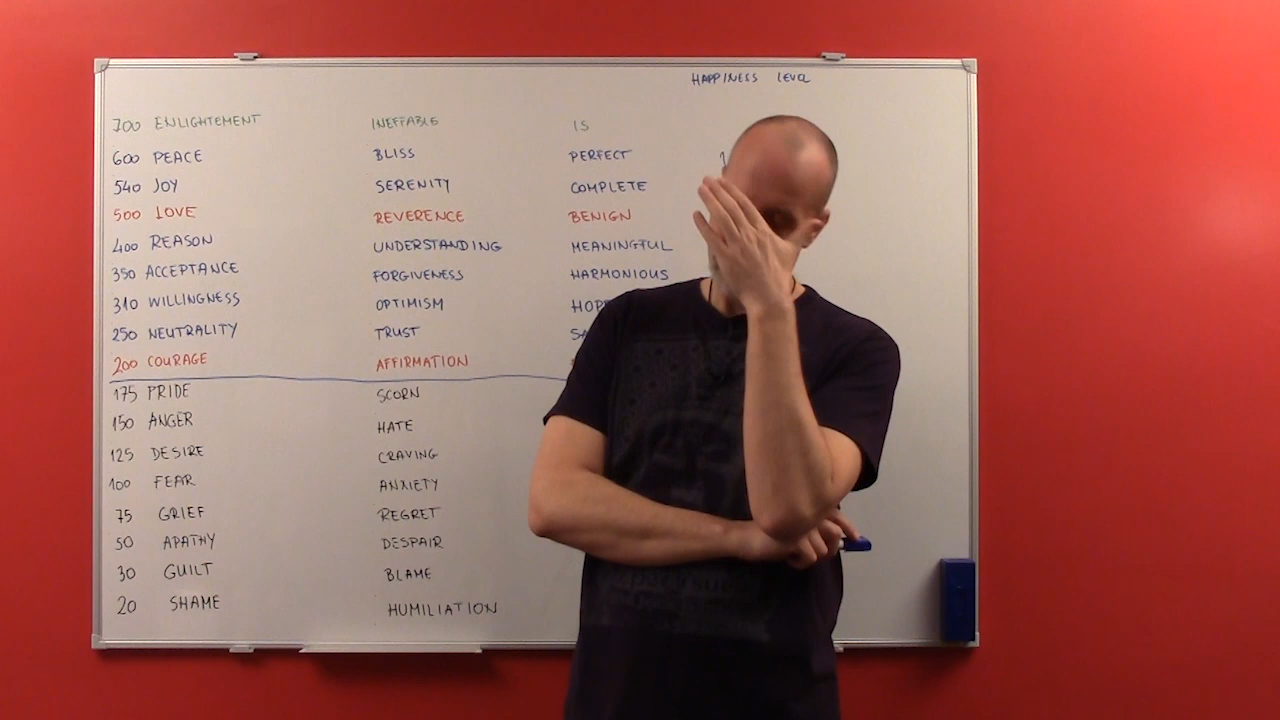 HAPPINESS LEVEL
700 ENLIGHTEMENT INEFFABLE IS
600 PEACE BLISS PERFECT
540 JOY SERENITY COMPLETE
500 LOVE REVERENCE BENIGN
400 REASON UNDERSTANDING MEANINGFUL
350 ACCEPTANCE FORGIVENESS HARMONIOUS
310 WILLINGNESS OPTIMISM
250 NEUTRALITY TRUST
200 COURAGE AFFIRMATION
175 PRIDE SCORN
150 ANGER HATE
125 DESIRE CRAVING
100 FEAR ANXIETY
75 GRIEF REGRET
50 APATHY DESPAIR
30 GUILT BLAME
20 SHAME HUMILIATION